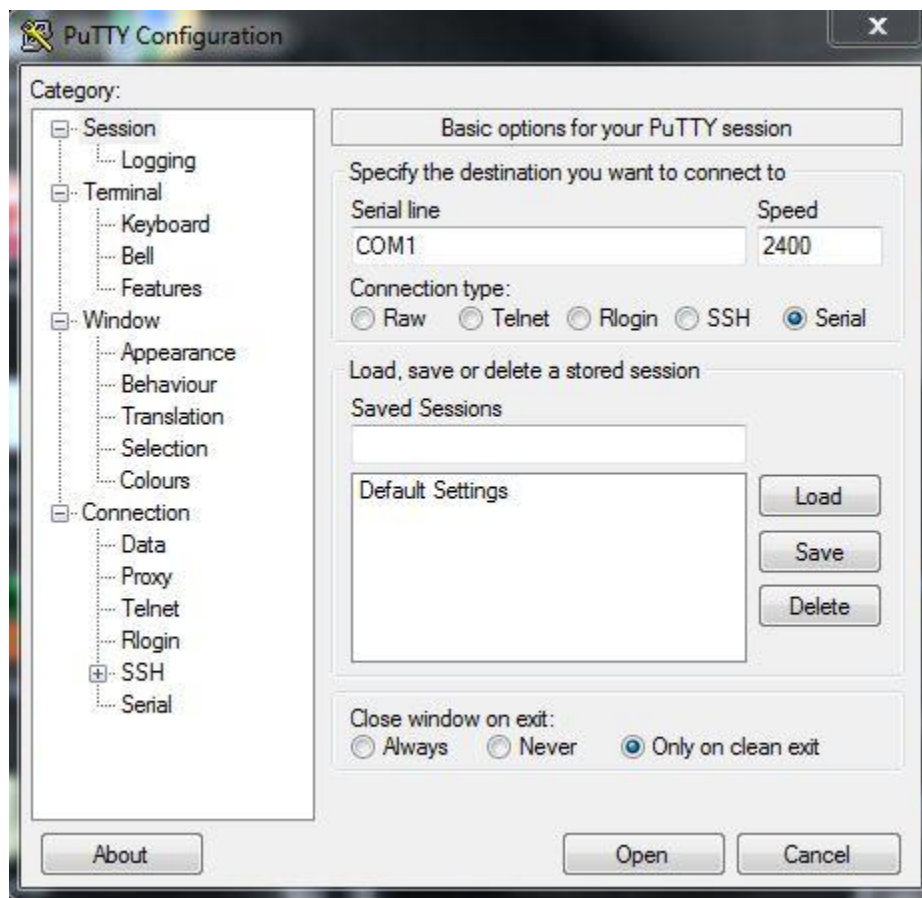 PuTTY Configuration
X
Category:
Session
Logging
Terminal
Keyboard
Bell
Features
Window
Appearance
Behaviour
Translation
Selection
Colours
Connection
Data
Proxy
Telnet
Rlogin
SSH
Serial
Basic options for your PuTTY session
Specify the destination you want to connect to
Serial line Speed
COM1 2400
Connection type:
Raw Telnet Rlogin SSH Serial
Load, save or delete a stored session
Saved Sessions
Default Settings
Load
Save
Delete
Close window on exit:
Always Never Only on clean exit
About Open Cancel